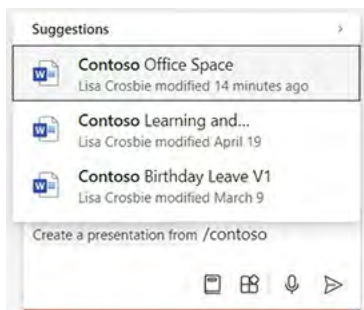 Suggestions
Contoso Office Space
Lisa Crosbie modified 14 minutes ago
Contoso Learning and...
Lisa Crosbie modified April 19
Contoso Birthday Leave V1
Lisa Crosbie modified March 9
Create a presentation from /contoso